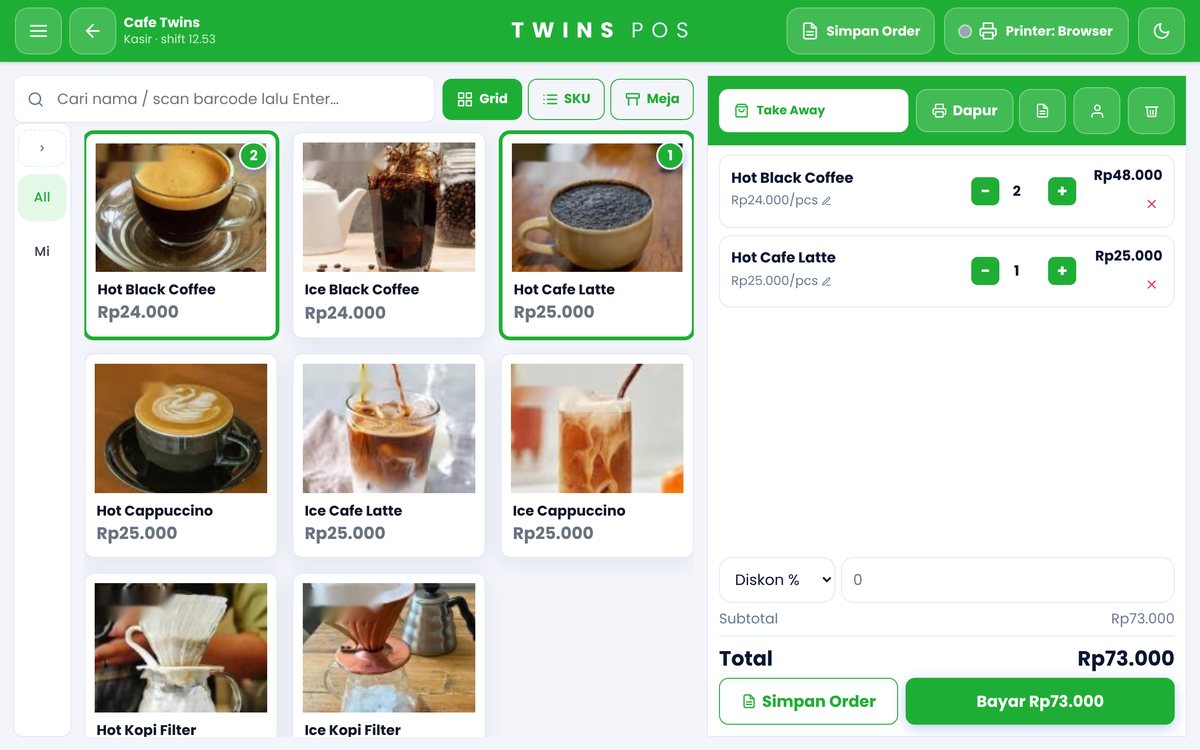 Cafe Twins
Kasir · shift 12.53
TWINS POS
Simpan Order
Printer: Browser
Cari nama / scan barcode lalu Enter...
Grid
SKU
Meja
›
All
Mi
2
Hot Black Coffee
Rp24.000
Ice Black Coffee
Rp24.000
1
Hot Cafe Latte
Rp25.000
Hot Cappuccino
Rp25.000
Ice Cafe Latte
Rp25.000
Ice Cappuccino
Rp25.000
Hot Kopi Filter
Ice Kopi Filter
Take Away
Dapur
Hot Black Coffee
Rp24.000/pcs
- 2 +
Rp48.000
×
Hot Cafe Latte
Rp25.000/pcs
- 1 +
Rp25.000
×
Diskon %
0
Subtotal Rp73.000
Total Rp73.000
Simpan Order
Bayar Rp73.000